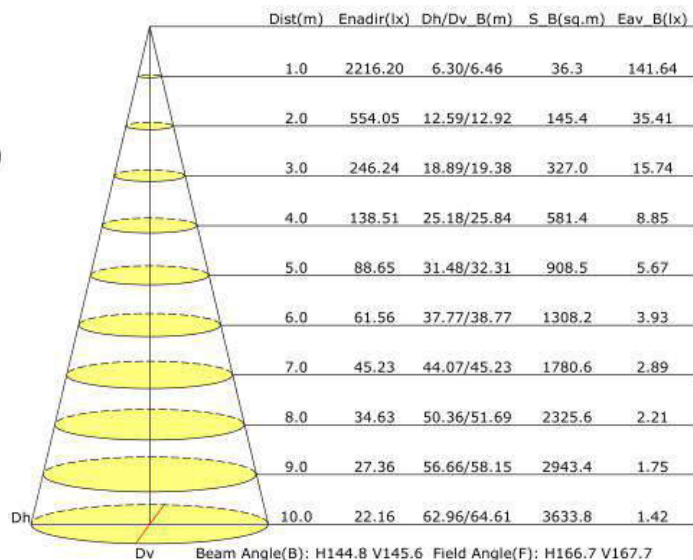 Dist(m) Enadir(lx) Dh/Dv_B(m) S_B(sq.m) Eav_B(lx)
1.0 2216.20 6.30/6.46 36.3 141.64
2.0 554.05 12.59/12.92 145.4 35.41
3.0 246.24 18.89/19.38 327.0 15.74
4.0 138.51 25.18/25.84 581.4 8.85
5.0 88.65 31.48/32.31 908.5 5.67
6.0 61.56 37.77/38.77 1308.2 3.93
7.0 45.23 44.07/45.23 1780.6 2.89
8.0 34.63 50.36/51.69 2325.6 2.21
9.0 27.36 56.66/58.15 2943.4 1.75
Dh 10.0 22.16 62.96/64.61 3633.8 1.42
Dv Beam Angle(B): H144.8 V145.6 Field Angle(F): H166.7 V167.7